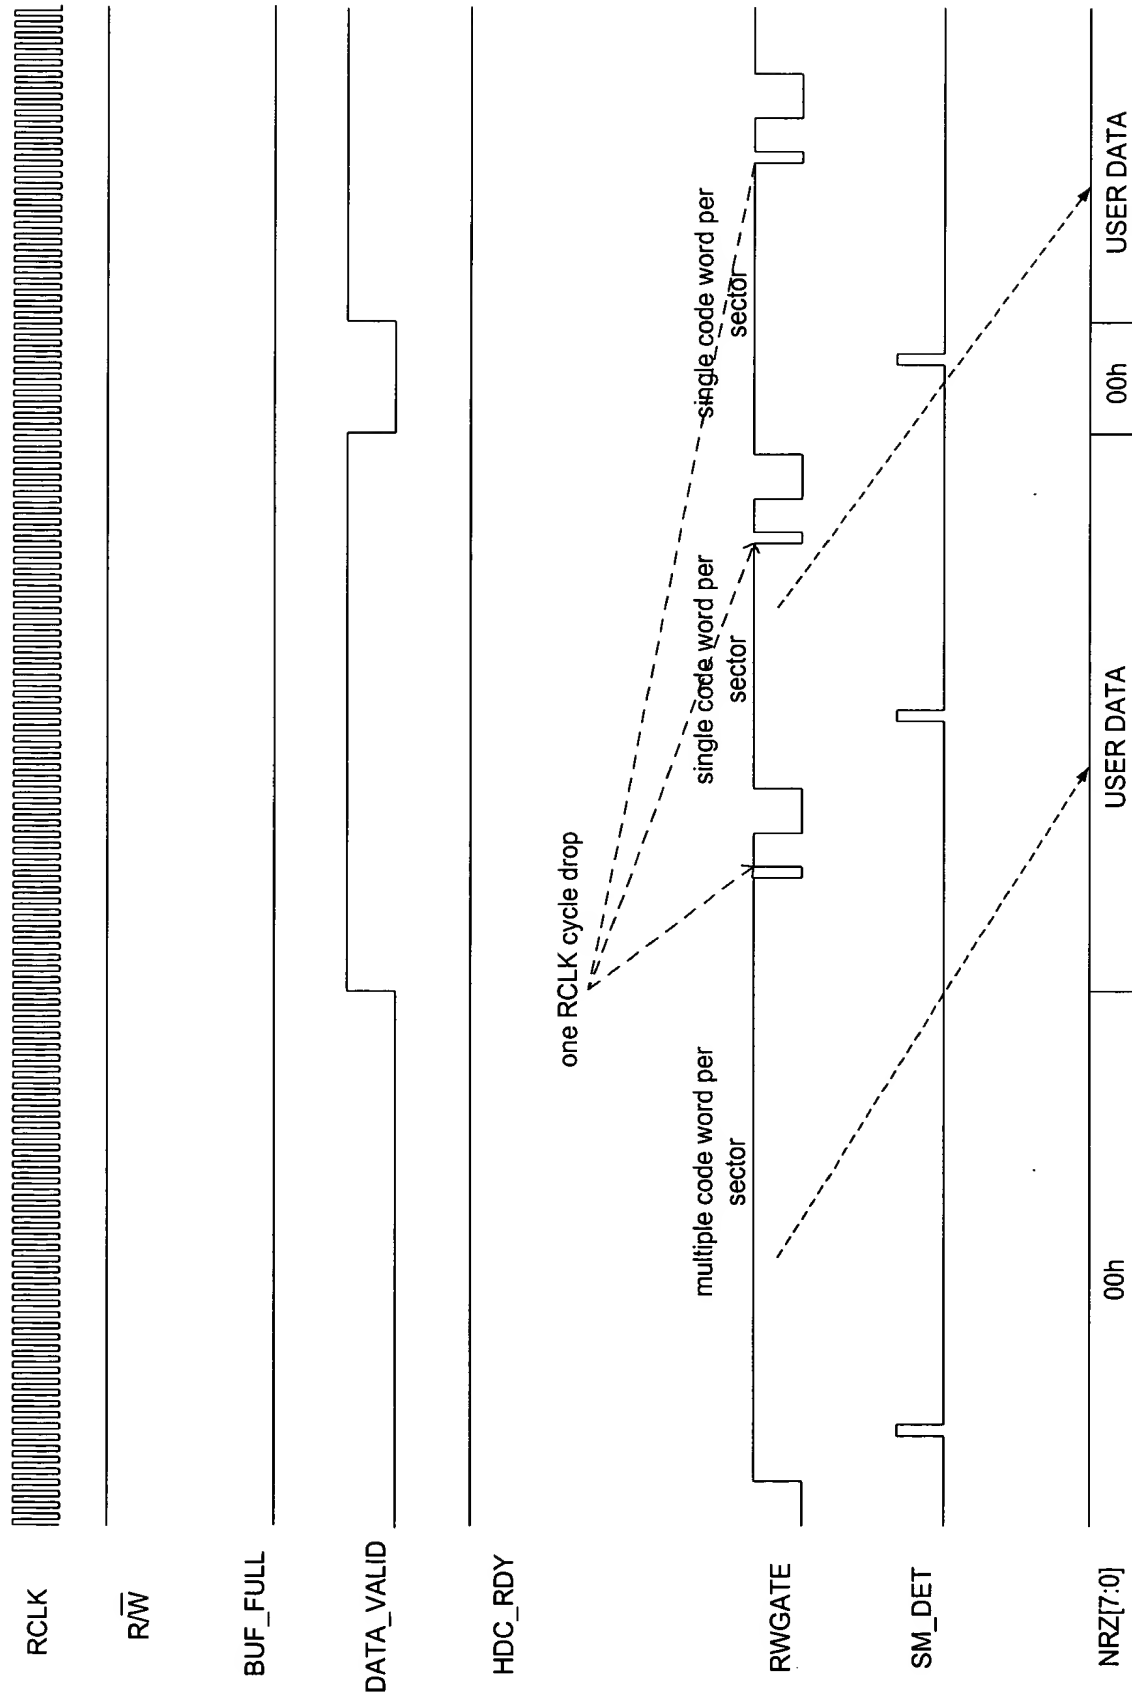 RCLK
R/W̅
BUF_FULL
DATA_VALID
HDC_RDY
one RCLK cycle drop
multiple code word per
sector
single code word per
sector
single code word per
sector
RWGATE
SM_DET
NRZ[7:0]
00h
USER DATA
00h
USER DATA